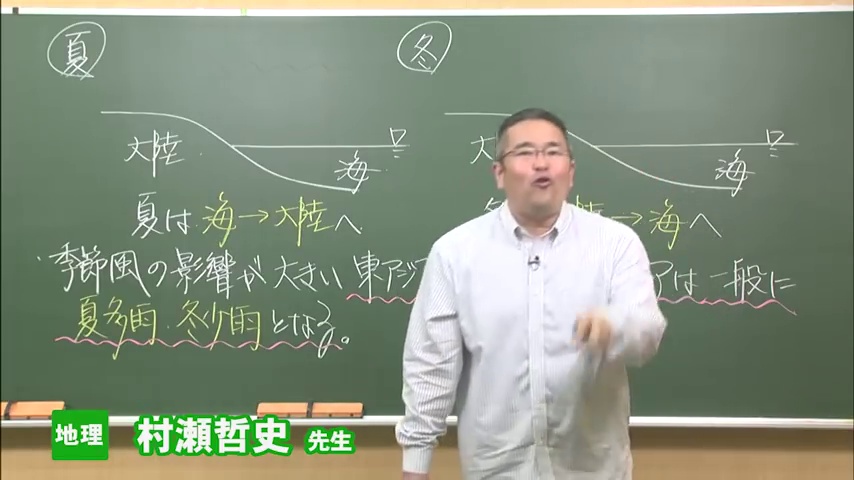 夏 冬
大陸 海 大 海
夏は 海→大陸へ 陸→海へ
季節風の影響が大きい 東アジ アは一般に
夏多雨、冬少雨となる。
地理 村瀬哲史 先生